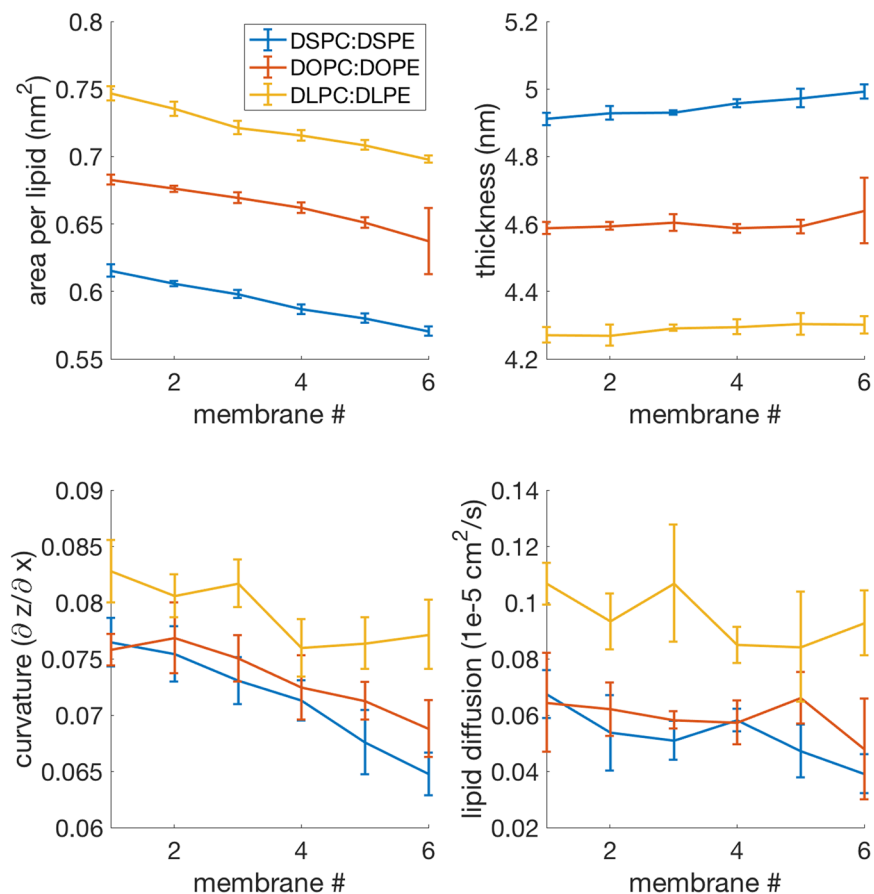 0.8
0.75
0.7
0.65
0.6
0.55
area per lipid (nm²)
DSPC:DSPE
DOPC:DOPE
DLPC:DLPE
2 4 6
membrane #
5.2
5
4.8
4.6
4.4
4.2
thickness (nm)
2 4 6
membrane #
0.09
0.085
0.08
0.075
0.07
0.065
0.06
curvature (∂ z/∂ x)
2 4 6
membrane #
0.14
0.12
0.1
0.08
0.06
0.04
0.02
lipid diffusion (1e-5 cm²/s)
2 4 6
membrane #